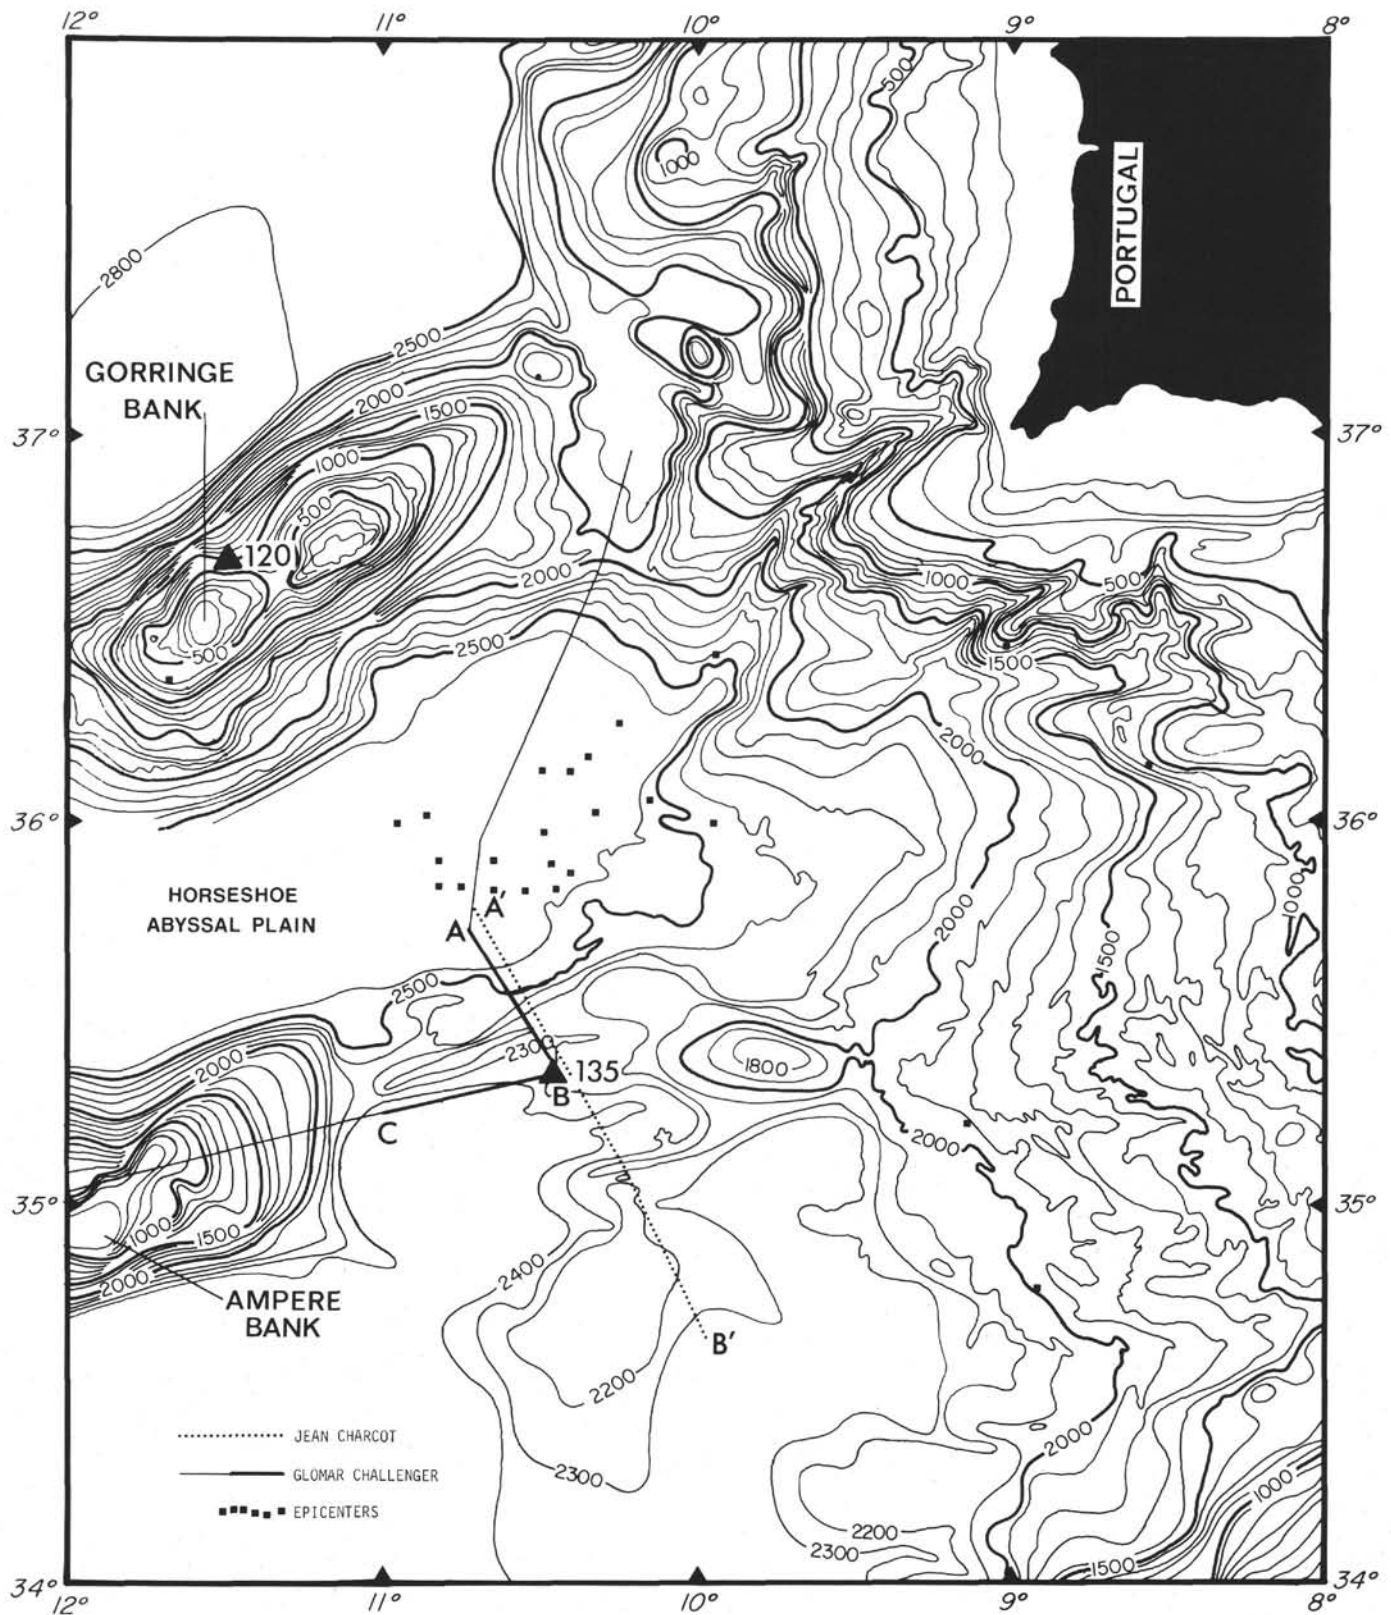 12° 11° 10° 9° 8°
500
1000
PORTUGAL
2800
2500
GORRINGE
BANK
2000
1500
37° 37°
1000
500
120
2000
1000
500
500
2500
1500
2000
36° 36°
HORSESHOE
ABYSSAL PLAIN
A'
A
2000
1000
1500
2500
2300
2000
1800
135
B
C
2000
35° 35°
1000
1500
2000
2400
AMPERE
BANK
B'
2200
JEAN CHARCOT
2000
GLOMAR CHALLENGER
2300
1000
EPICENTERS
2200
2300
1500
34° 34°
12° 11° 10° 9° 8°